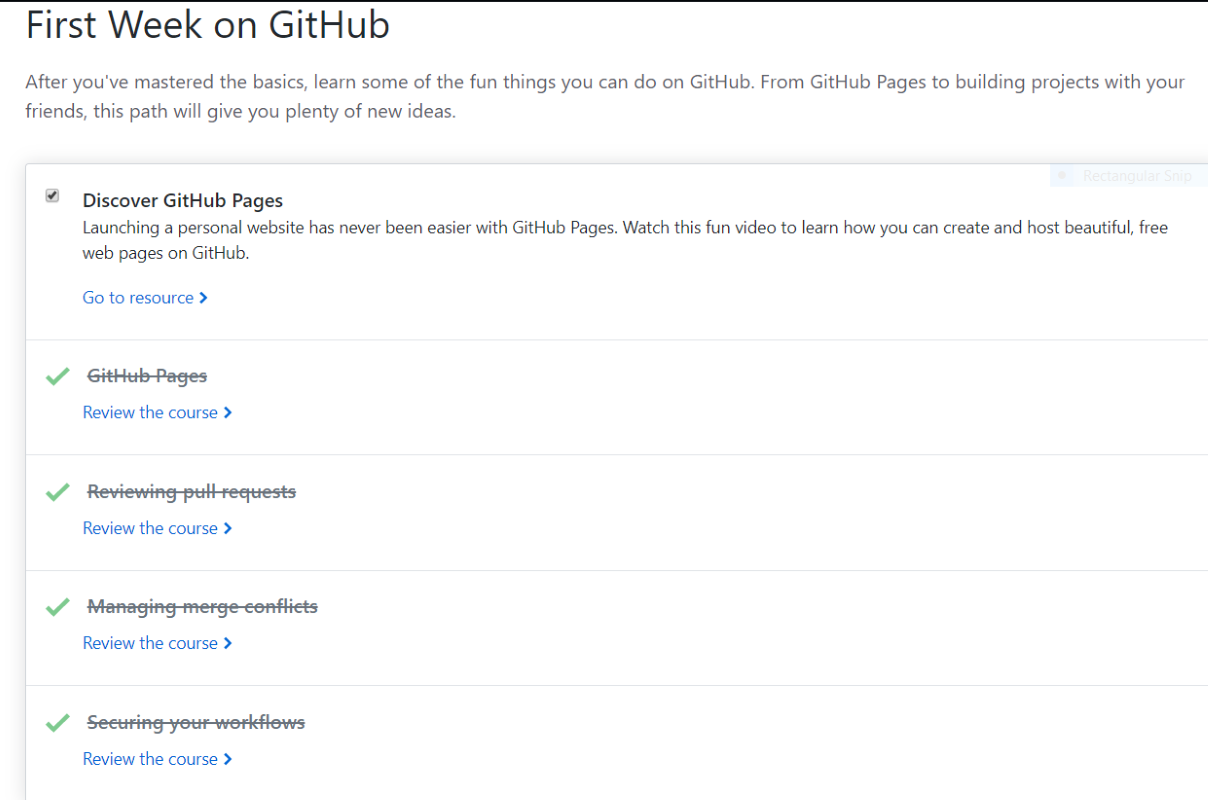 First Week on GitHub
After you've mastered the basics, learn some of the fun things you can do on GitHub. From GitHub Pages to building projects with your
friends, this path will give you plenty of new ideas.
Rectangular Snip
Discover GitHub Pages
Launching a personal website has never been easier with GitHub Pages. Watch this fun video to learn how you can create and host beautiful, free
web pages on GitHub.
Go to resource
GitHub Pages
Review the course
Reviewing pull requests
Review the course
Managing merge conflicts
Review the course
Securing your workflows
Review the course